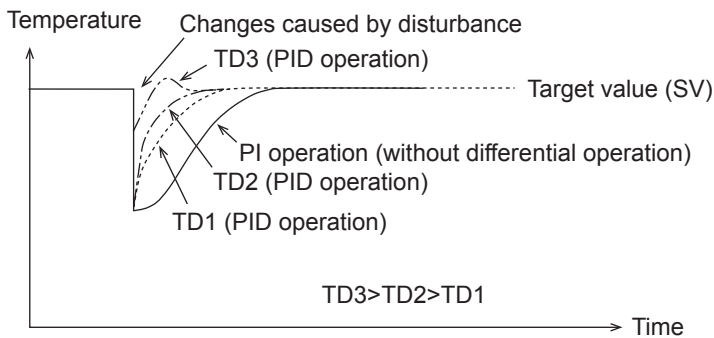 Temperature
Changes caused by disturbance
TD3 (PID operation)
Target value (SV)
PI operation (without differential operation)
TD2 (PID operation)
TD1 (PID operation)
TD3>TD2>TD1
Time